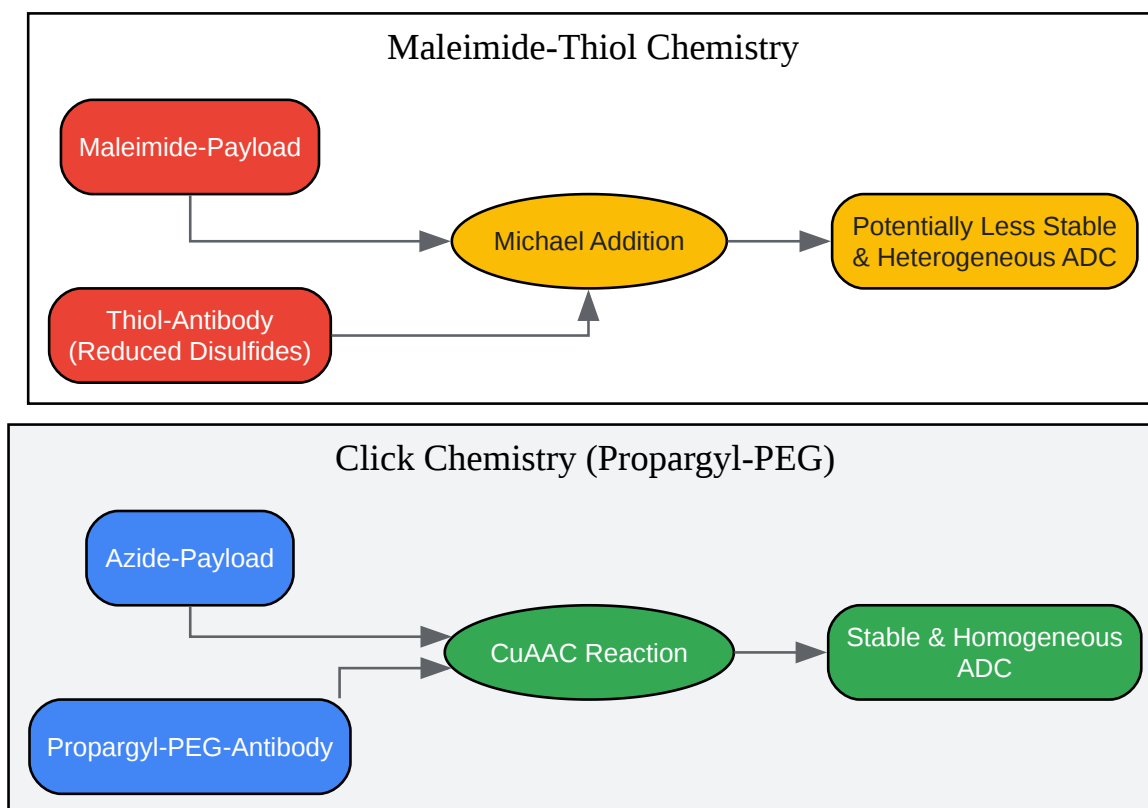 Maleimide-Thiol Chemistry
Maleimide-Payload
Michael Addition
Potentially Less Stable
& Heterogeneous ADC
Thiol-Antibody
(Reduced Disulfides)
Click Chemistry (Propargyl-PEG)
Azide-Payload
CuAAC Reaction
Stable & Homogeneous
ADC
Propargyl-PEG-Antibody